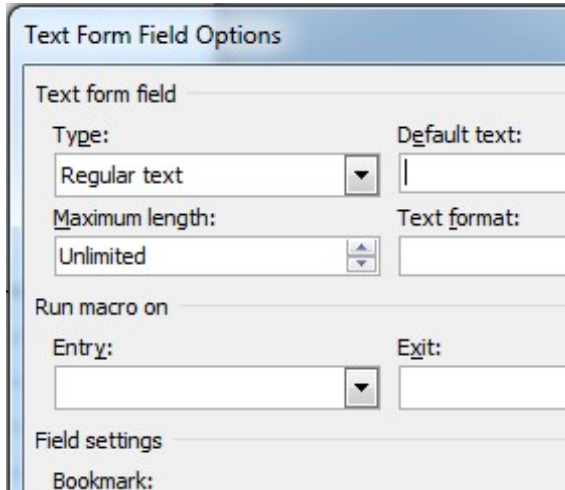 Text Form Field Options
Text form field
Type: Default text:
Regular text
Maximum length: Text format:
Unlimited
Run macro on
Entry: Exit:
Field settings
Bookmark: